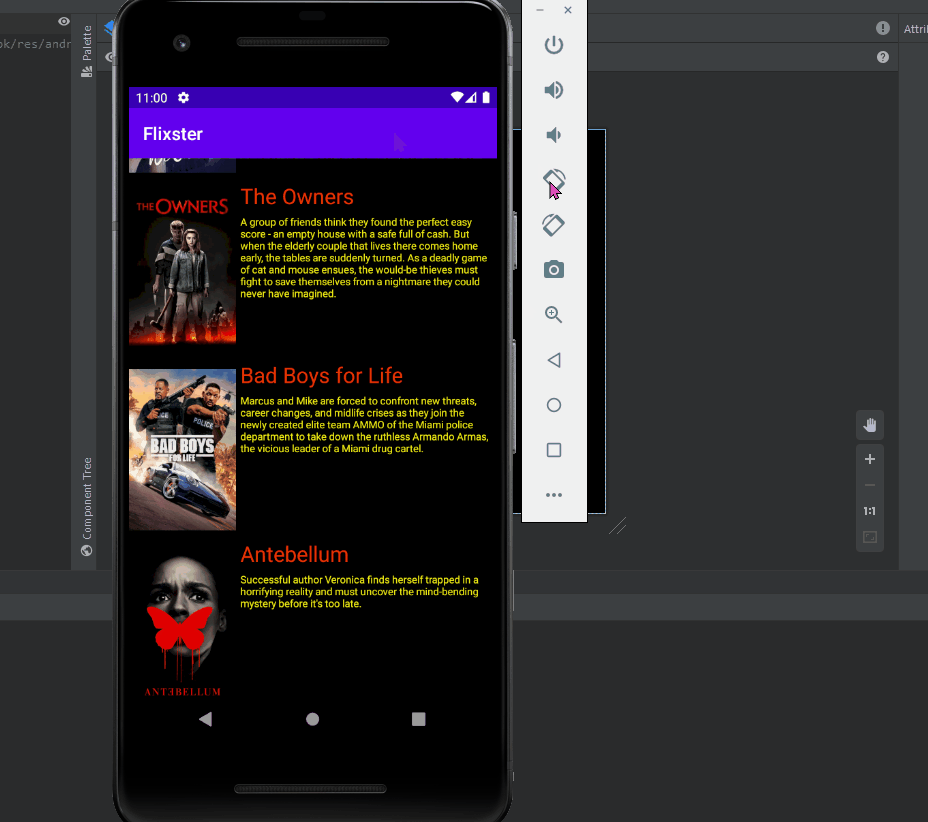 Attri
ok/res/andr
Palette
11:00
Flixster
THE OWNERS
The Owners
A group of friends think they found the perfect easy
score - an empty house with a safe full of cash. But
when the elderly couple that lives there comes home
early, the tables are suddenly turned. As a deadly game
of cat and mouse ensues, the would-be thieves must
fight to save themselves from a nightmare they could
never have imagined.
POLICE
POLICE
BAD BOYS
FOR LIFE
Bad Boys for Life
Marcus and Mike are forced to confront new threats,
career changes, and midlife crises as they join the
newly created elite team AMMO of the Miami police
department to take down the ruthless Armando Armas,
the vicious leader of a Miami drug cartel.
Component Tree
1:1
ANTEBELLUM
Antebellum
Successful author Veronica finds herself trapped in a
horrifying reality and must uncover the mind-bending
mystery before it's too late.